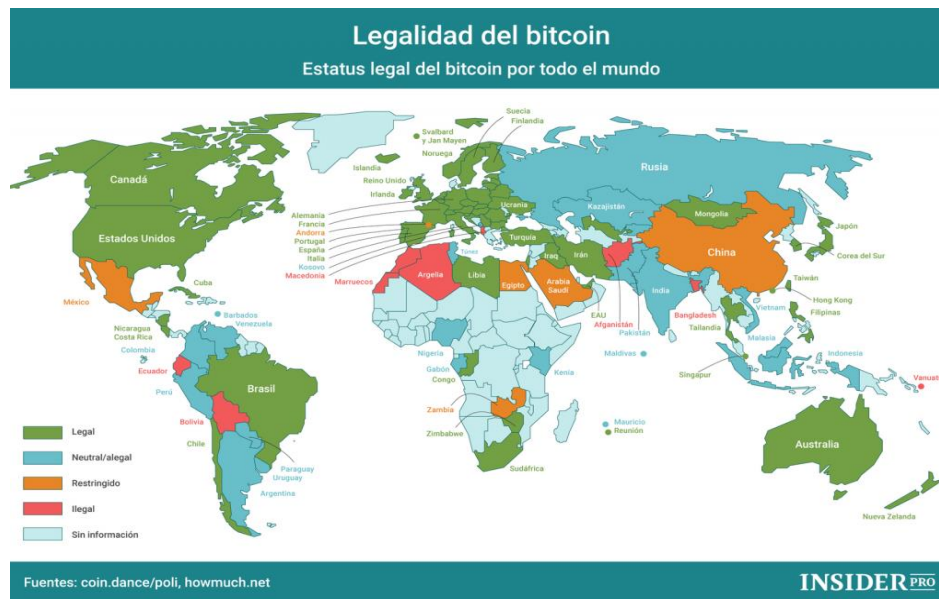 Legalidad del bitcoin
Estatus legal del bitcoin por todo el mundo
Suecia
Finlandia
Svalbard
y Jan Mayen
Noruega
Islandia
Reino Unido
Irlanda
Rusia
Canadá
Alemania
Francia
Andorra
Portugal
España
Italia
Kosovo
Macedonia
Marruecos
Ucrania
Kazajistán
Mongolia
Japón
Corea del Sur
Estados Unidos
Turquía
Túnez
Iraq
Irán
China
Argelia
Libia
Egipto
Arabia
Saudí
India
Taiwán
Hong Kong
Filipinas
Cuba
México
Barbados
Venezuela
Nicaragua
Costa Rica
Colombia
Ecuador
Perú
Brasil
Bolivia
Chile
Paraguay
Uruguay
Argentina
EAU
Afganistán
Pakistán
Bangladesh
Tailandia
Vietnam
Malasia
Maldivas
Singapur
Indonesia
Vanuat
Nigeria
Gabón
Congo
Kenia
Zambia
Zimbabue
Sudáfrica
Mauricio
Reunión
Australia
Nueva Zelanda
Legal
Neutral/alegal
Restringido
Ilegal
Sin información
Fuentes: coin.dance/poli, howmuch.net
INSIDER PRO